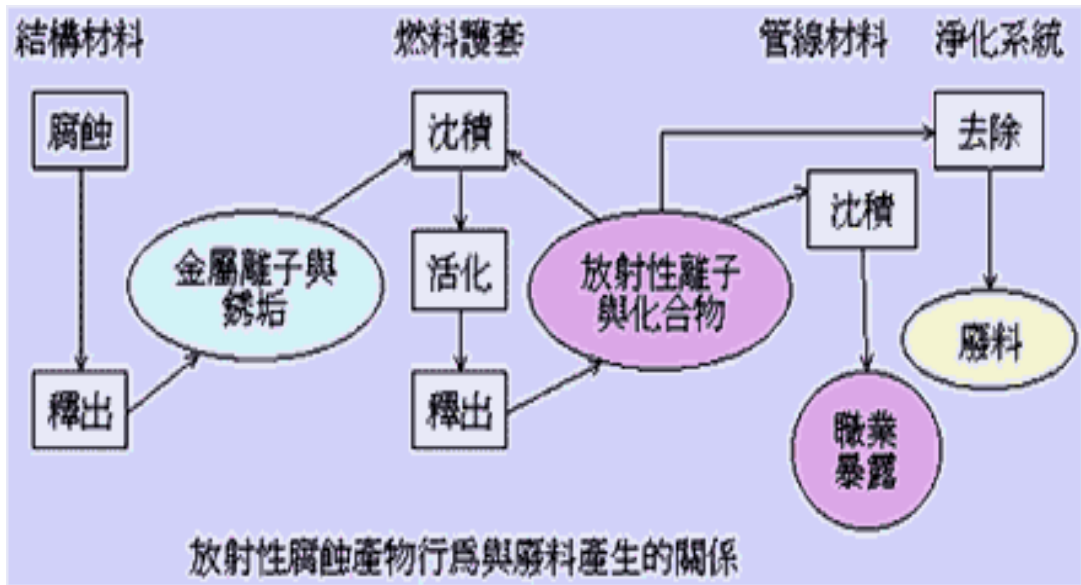 結構材料 燃料護套 管線材料 淨化系統
腐蝕
沈積
去除
沈積
金屬離子與
銹垢
活化
放射性離子
與化合物
廢料
釋出
釋出
職業
暴露
放射性腐蝕產物行為與廢料產生的關係